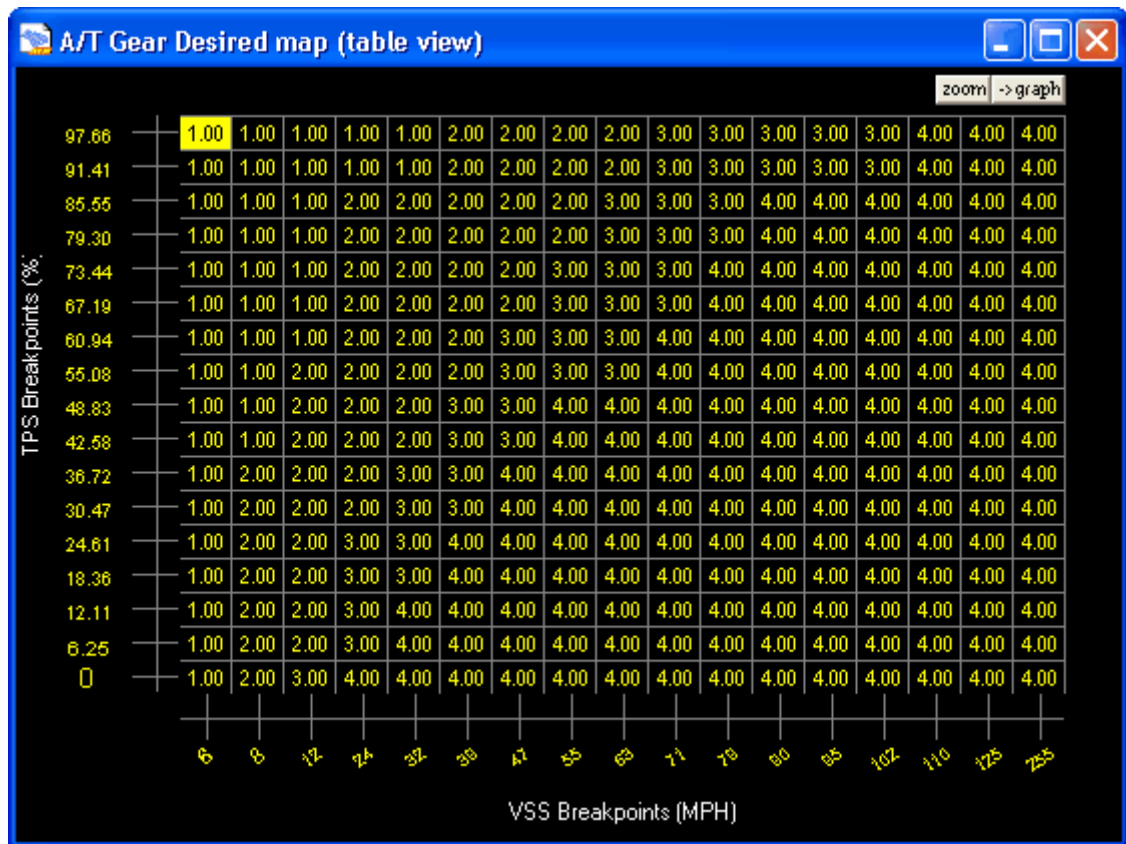 A/T Gear Desired map (table view)
zoom ->graph
97.66 1.00 1.00 1.00 1.00 1.00 2.00 2.00 2.00 2.00 3.00 3.00 3.00 3.00 3.00 4.00 4.00 4.00
91.41 1.00 1.00 1.00 1.00 1.00 2.00 2.00 2.00 2.00 3.00 3.00 3.00 3.00 3.00 4.00 4.00 4.00
85.55 1.00 1.00 1.00 2.00 2.00 2.00 2.00 2.00 3.00 3.00 3.00 4.00 4.00 4.00 4.00 4.00 4.00
79.30 1.00 1.00 1.00 2.00 2.00 2.00 2.00 2.00 3.00 3.00 3.00 4.00 4.00 4.00 4.00 4.00 4.00
73.44 1.00 1.00 1.00 2.00 2.00 2.00 2.00 3.00 3.00 3.00 4.00 4.00 4.00 4.00 4.00 4.00 4.00
67.19 1.00 1.00 1.00 2.00 2.00 2.00 2.00 3.00 3.00 3.00 4.00 4.00 4.00 4.00 4.00 4.00 4.00
60.94 1.00 1.00 1.00 2.00 2.00 2.00 3.00 3.00 3.00 4.00 4.00 4.00 4.00 4.00 4.00 4.00 4.00
55.08 1.00 1.00 2.00 2.00 2.00 2.00 3.00 3.00 3.00 4.00 4.00 4.00 4.00 4.00 4.00 4.00 4.00
48.83 1.00 1.00 2.00 2.00 2.00 3.00 3.00 4.00 4.00 4.00 4.00 4.00 4.00 4.00 4.00 4.00 4.00
42.58 1.00 1.00 2.00 2.00 2.00 3.00 3.00 4.00 4.00 4.00 4.00 4.00 4.00 4.00 4.00 4.00 4.00
36.72 1.00 2.00 2.00 2.00 3.00 3.00 4.00 4.00 4.00 4.00 4.00 4.00 4.00 4.00 4.00 4.00 4.00
30.47 1.00 2.00 2.00 2.00 3.00 3.00 4.00 4.00 4.00 4.00 4.00 4.00 4.00 4.00 4.00 4.00 4.00
24.61 1.00 2.00 2.00 3.00 3.00 4.00 4.00 4.00 4.00 4.00 4.00 4.00 4.00 4.00 4.00 4.00 4.00
18.36 1.00 2.00 2.00 3.00 3.00 4.00 4.00 4.00 4.00 4.00 4.00 4.00 4.00 4.00 4.00 4.00 4.00
12.11 1.00 2.00 2.00 3.00 4.00 4.00 4.00 4.00 4.00 4.00 4.00 4.00 4.00 4.00 4.00 4.00 4.00
6.25 1.00 2.00 2.00 3.00 4.00 4.00 4.00 4.00 4.00 4.00 4.00 4.00 4.00 4.00 4.00 4.00 4.00
0 1.00 2.00 3.00 4.00 4.00 4.00 4.00 4.00 4.00 4.00 4.00 4.00 4.00 4.00 4.00 4.00 4.00
TPS Breakpoints (%
6 8 12 24 32 39 47 55 63 71 79 90 95 102 110 125 255
VSS Breakpoints (MPH)